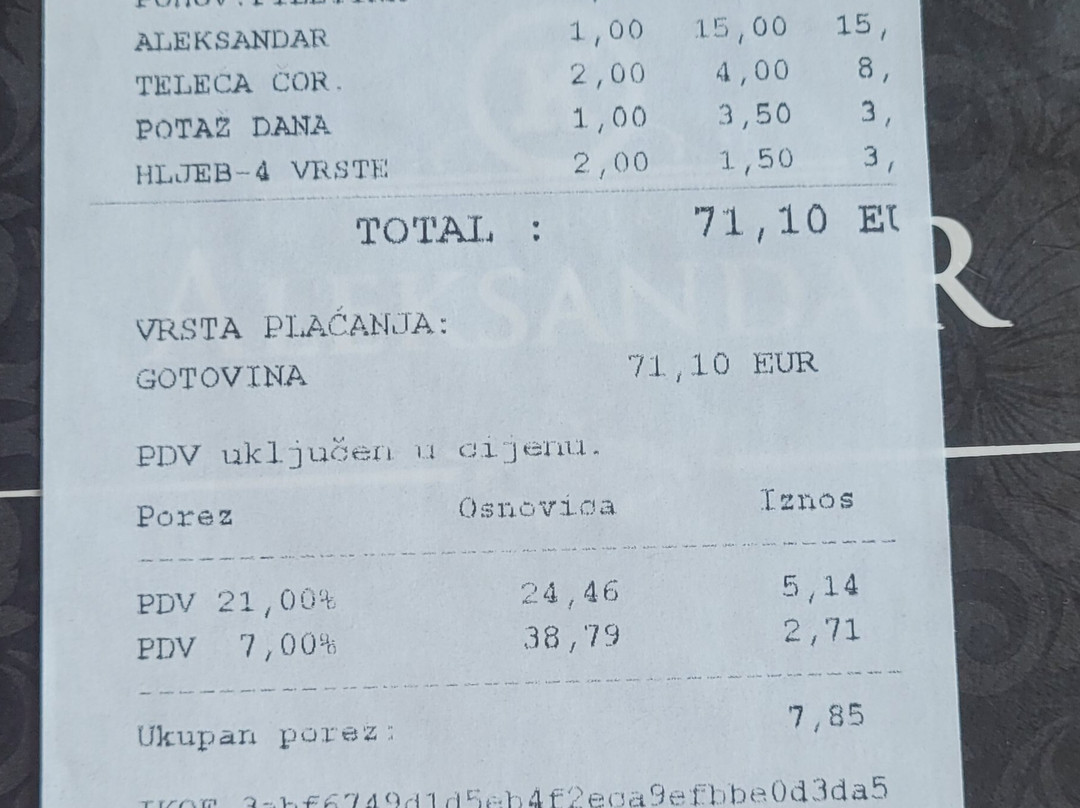 ALEKSANDAR 1,00 15,00 15,
TELEĆA ČOR. 2,00 4,00 8,
POTAŽ DANA 1,00 3,50 3,
HLJEB-4 VRSTE 2,00 1,50 3,
TOTAL : 71,10 EU
ALEKSANDAR
VRSTA PLAĆANJA:
GOTOVINA 71,10 EUR
PDV uključen u cijenu.
Porez Osnovica Iznos
PDV 21,00% 24,46 5,14
PDV 7,00% 38,79 2,71
Ukupan porez: 7,85